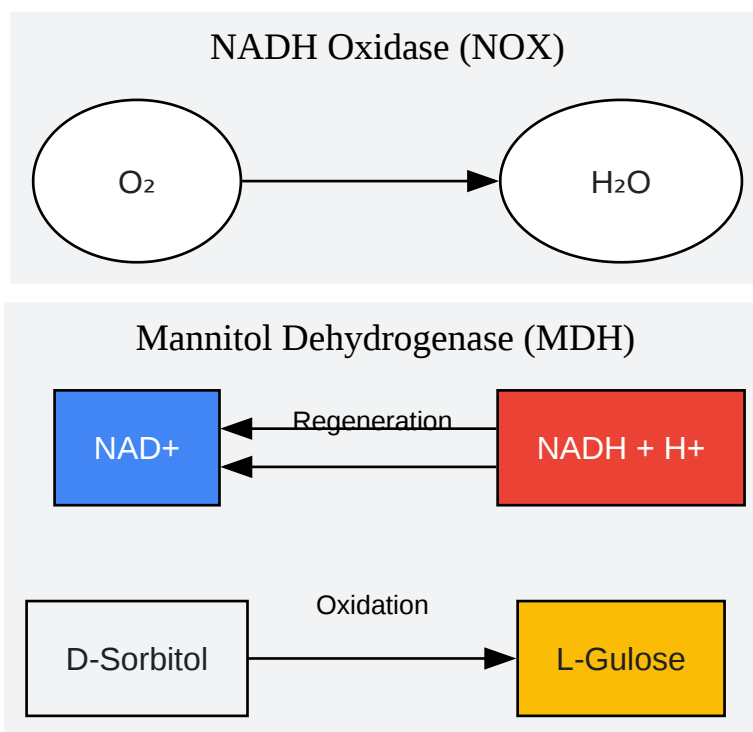 NADH Oxidase (NOX)
O₂
H₂O
Mannitol Dehydrogenase (MDH)
NAD+
Regeneration
NADH + H+
Oxidation
D-Sorbitol
L-Gulose